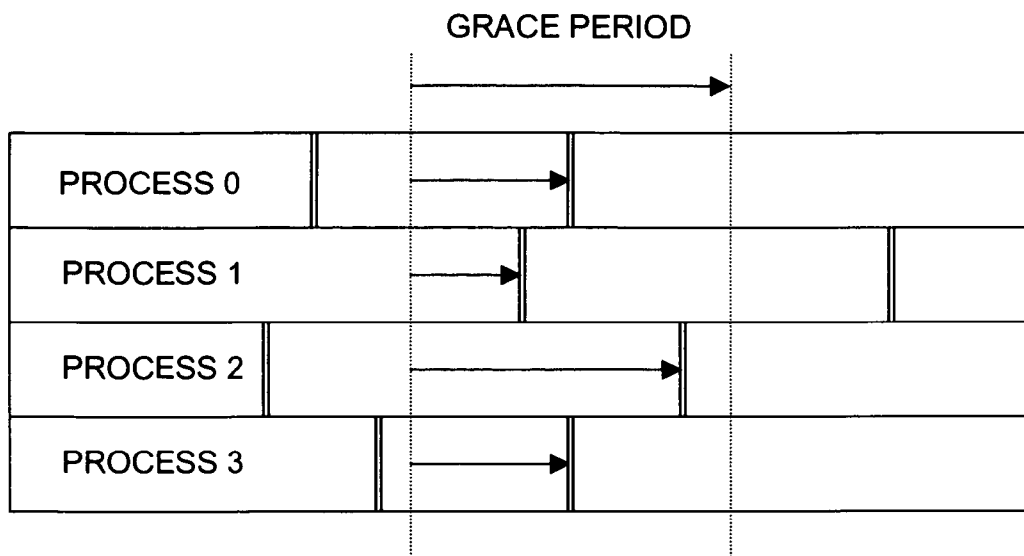 GRACE PERIOD
PROCESS 0
PROCESS 1
PROCESS 2
PROCESS 3